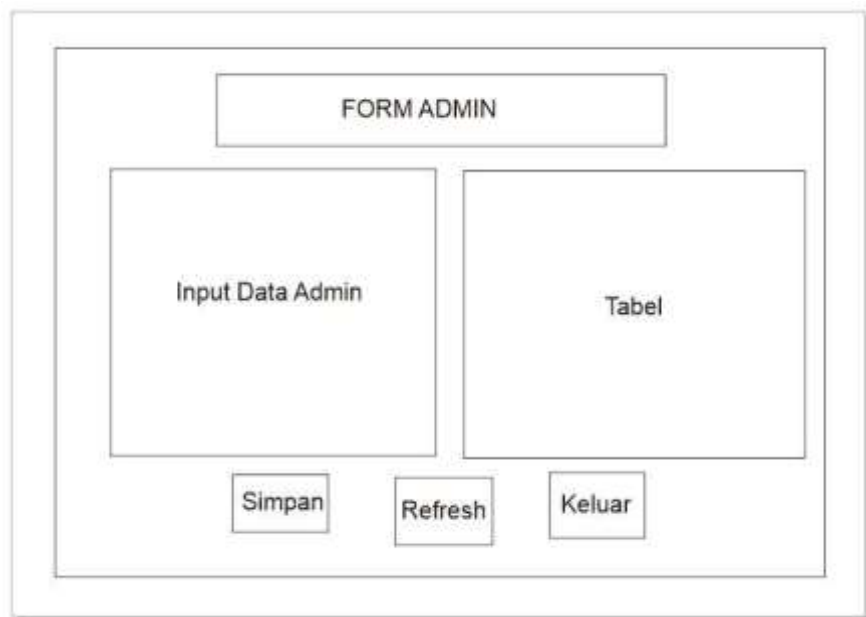 FORM ADMIN
Input Data Admin
Tabel
Simpan
Refresh
Keluar